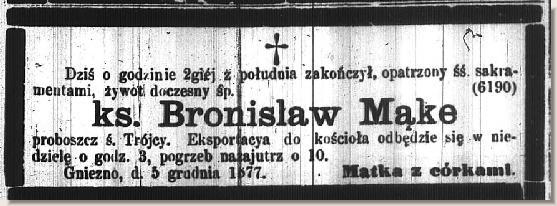 Dziś o godzinie 2giéj z południa zakończył, opatrzony śś. sakra-
mentami, żywot doczesny śp. (6190)
ks. Bronisław Mąke
proboszcz ś. Trójcy. Eksportacya do kościoła odbędzie się w nie-
dzielę o godz. 3, pogrzeb nazajutrz o 10.
Gniezno, d. 5 grudnia 1877. Matka z córkami.